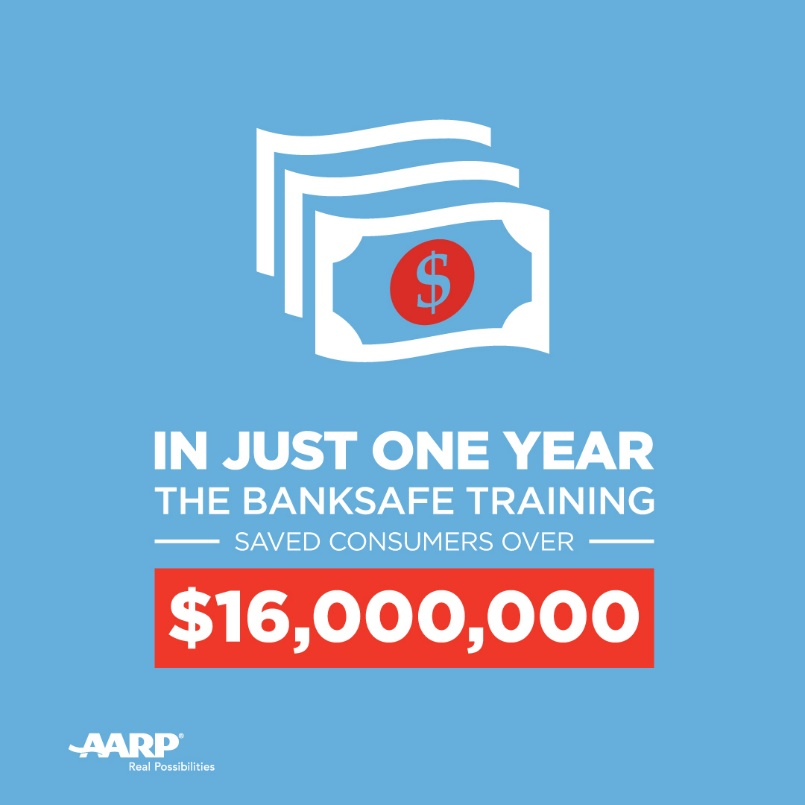 $
IN JUST ONE YEAR
THE BANKSAFE TRAINING
SAVED CONSUMERS OVER
$16,000,000
AARP®
Real Possibilities